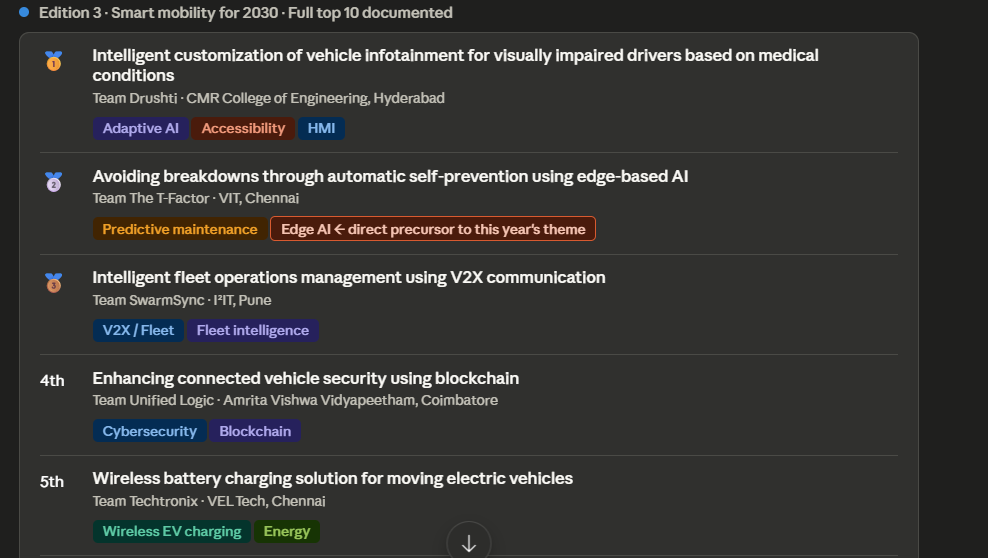 Edition 3 · Smart mobility for 2030 · Full top 10 documented
1
Intelligent customization of vehicle infotainment for visually impaired drivers based on medical
conditions
Team Drushti · CMR College of Engineering, Hyderabad
Adaptive AI Accessibility HMI
2
Avoiding breakdowns through automatic self-prevention using edge-based AI
Team The T-Factor · VIT, Chennai
Predictive maintenance Edge AI ← direct precursor to this year's theme
3
Intelligent fleet operations management using V2X communication
Team SwarmSync · I²IT, Pune
V2X / Fleet Fleet intelligence
4th
Enhancing connected vehicle security using blockchain
Team Unified Logic · Amrita Vishwa Vidyapeetham, Coimbatore
Cybersecurity Blockchain
5th
Wireless battery charging solution for moving electric vehicles
Team Techtronix · VEL Tech, Chennai
Wireless EV charging Energy